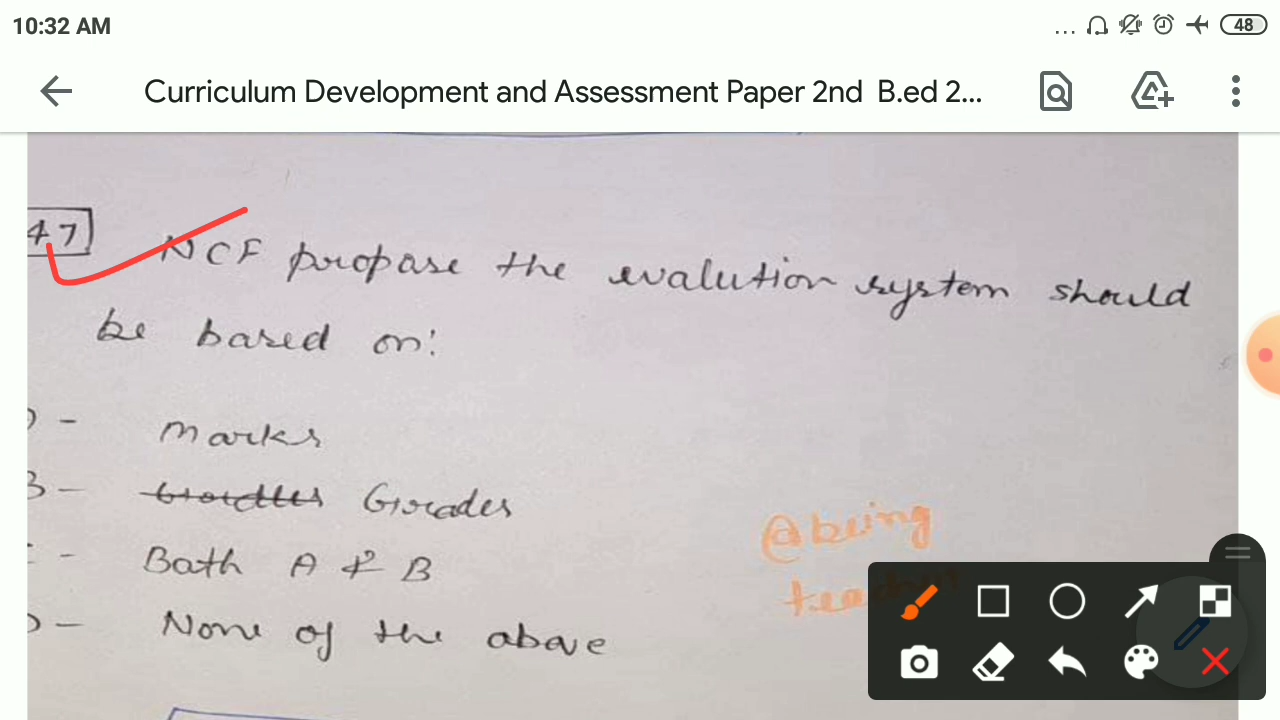 10:32 AM
... 48
Curriculum Development and Assessment Paper 2nd B.ed 2...
47
NCF propase the evalution system should
be based on:
- marks
B - Grades
- Bath A & B
- None of the above
@being